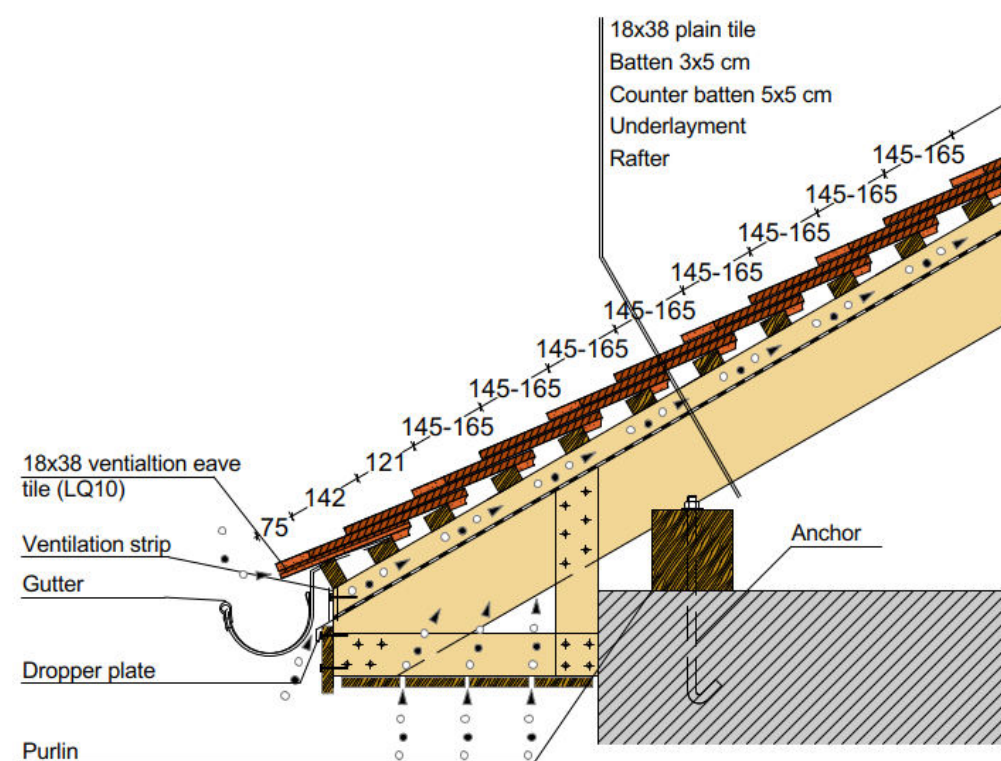 18x38 plain tile
Batten 3x5 cm
Counter batten 5x5 cm
Underlayment
Rafter
145-165
145-165
145-165
145-165
145-165
145-165
145-165
145-165
121
142
75
18x38 ventialtion eave
tile (LQ10)
Ventilation strip
Gutter
Anchor
Dropper plate
Purlin